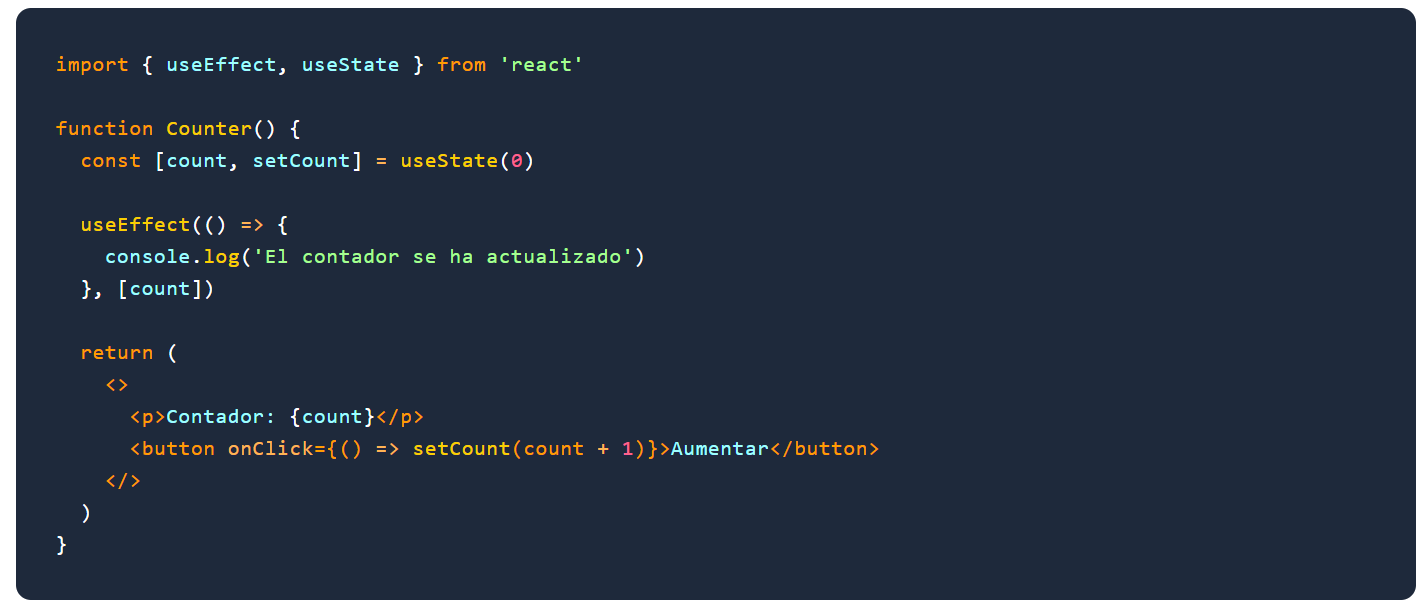 import { useEffect, useState } from 'react'

function Counter() {
  const [count, setCount] = useState(0)

  useEffect(() => {
    console.log('El contador se ha actualizado')
  }, [count])

  return (
    <>
      <p>Contador: {count}</p>
      <button onClick={() => setCount(count + 1)}>Aumentar</button>
    </>
  )
}